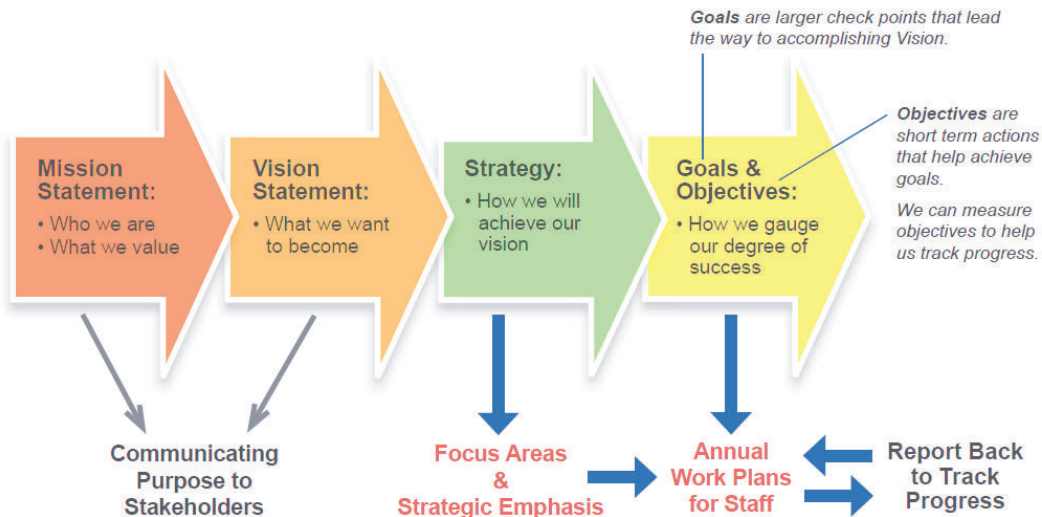 Goals are larger check points that lead
the way to accomplishing Vision.
Mission
Statement:
• Who we are
• What we value
Vision
Statement:
• What we want
to become
Strategy:
• How we will
achieve our
vision
Goals &
Objectives:
• How we gauge
our degree of
success
Objectives are
short term actions
that help achieve
goals.
We can measure
objectives to help
us track progress.
Communicating
Purpose to
Stakeholders
Focus Areas
&
Strategic Emphasis
Annual
Work Plans
for Staff
Report Back
to Track
Progress